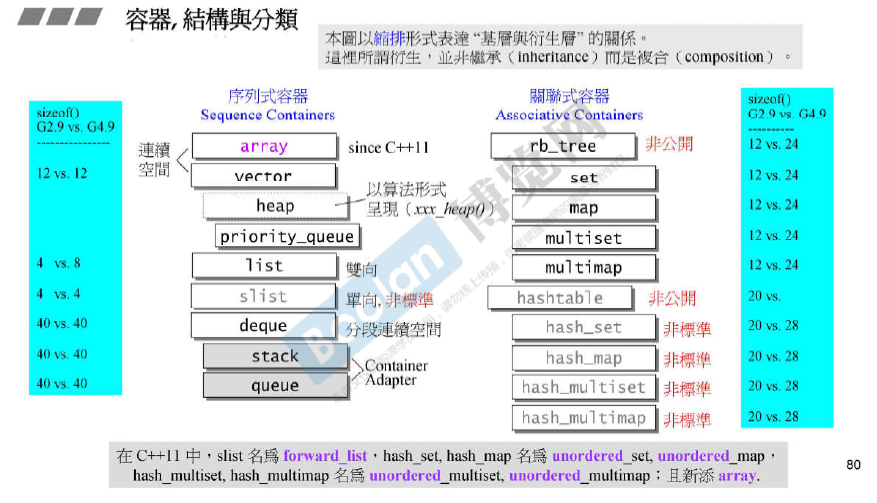 容器, 結構與分類
本圖以縮排形式表達 “基層與衍生層” 的關係。
這裡所謂衍生，並非繼承（inheritance）而是複合（composition）。
序列式容器
Sequence Containers
關聯式容器
Associative Containers
sizeof()
G2.9 vs. G4.9
----------------
12 vs. 12
4 vs. 8
4 vs. 4
40 vs. 40
40 vs. 40
40 vs. 40
連續
空間
array
since C++11
vector
heap
以算法形式
呈現（xxx_heap()）
priority_queue
list
雙向
slist
單向, 非標準
deque
分段連續空間
stack
queue
Container
Adapter
rb_tree
非公開
set
map
multiset
multimap
hashtable
非公開
hash_set
非標準
hash_map
非標準
hash_multiset
非標準
hash_multimap
非標準
sizeof()
G2.9 vs. G4.9
----------
12 vs. 24
12 vs. 24
12 vs. 24
12 vs. 24
12 vs. 24
20 vs.
20 vs. 28
20 vs. 28
20 vs. 28
20 vs. 28
Boolan
博览网
在 C++11 中，slist 名爲 forward_list，hash_set, hash_map 名爲 unordered_set, unordered_map，
hash_multiset, hash_multimap 名爲 unordered_multiset, unordered_multimap；且新添 array.
80